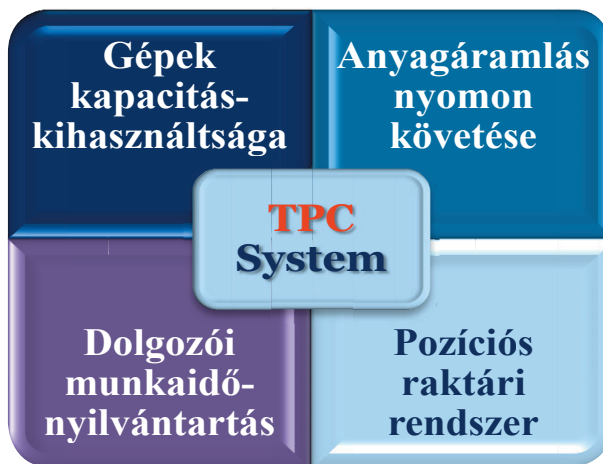 Gépek
kapacitás-
kihasználtsága
Anyagáramlás
nyomon
követése
TPC
System
Dolgozói
munkaidő-
nyilvántartás
Pozíciós
raktári
rendszer